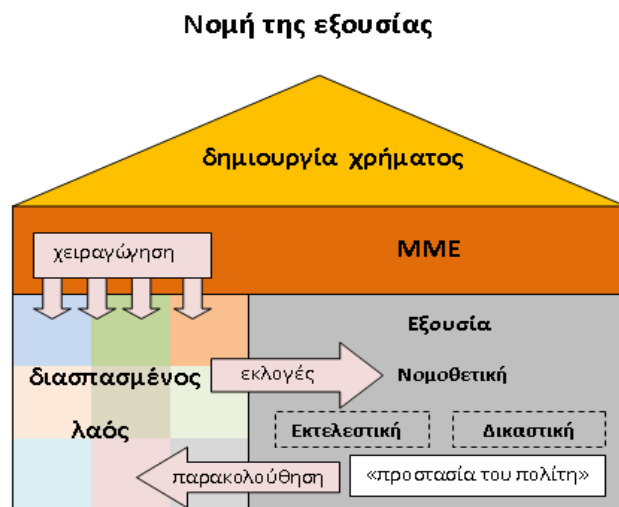 Νομή της εξουσίας
δημιουργία χρήματος
χειραγώγηση
ΜΜΕ
Εξουσία
διασπασμένος
λαός
εκλογές
Νομοθετική
Εκτελεστική
Δικαστική
παρακολούθηση
«προστασία του πολίτη»